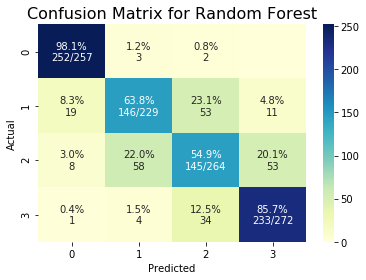 Confusion Matrix for Random Forest
98.1% 1.2% 0.8%
252/257 3 2
8.3% 63.8% 23.1% 4.8%
19 146/229 53 11
3.0% 22.0% 54.9% 20.1%
8 58 145/264 53
0.4% 1.5% 12.5% 85.7%
1 4 34 233/272
0
1
2
3
Actual
0 1 2 3
Predicted
250
200
150
100
50
0